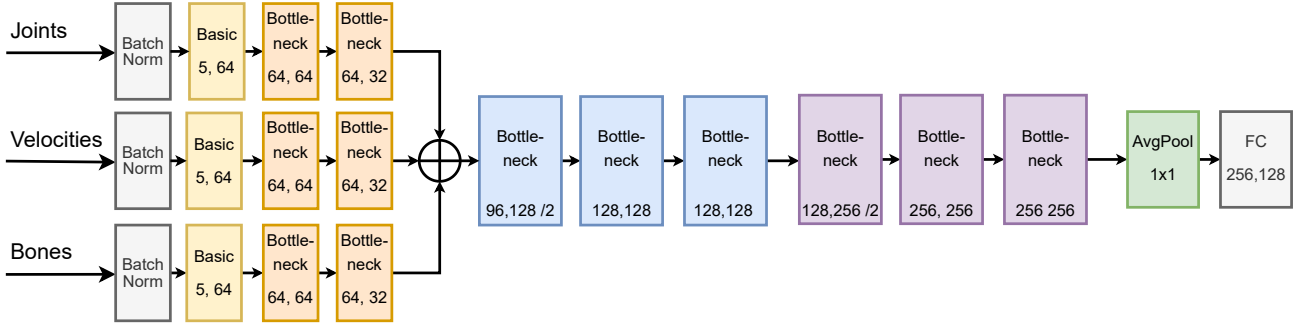 Joints
Batch
Norm
Basic
5, 64
Bottle-
neck
64, 64
Bottle-
neck
64, 32
Velocities
Batch
Norm
Basic
5, 64
Bottle-
neck
64, 64
Bottle-
neck
64, 32
Bones
Batch
Norm
Basic
5, 64
Bottle-
neck
64, 64
Bottle-
neck
64, 32
Bottle-
neck
96,128 /2
Bottle-
neck
128,128
Bottle-
neck
128,128
Bottle-
neck
128,256 /2
Bottle-
neck
256, 256
Bottle-
neck
256 256
AvgPool
1x1
FC
256,128